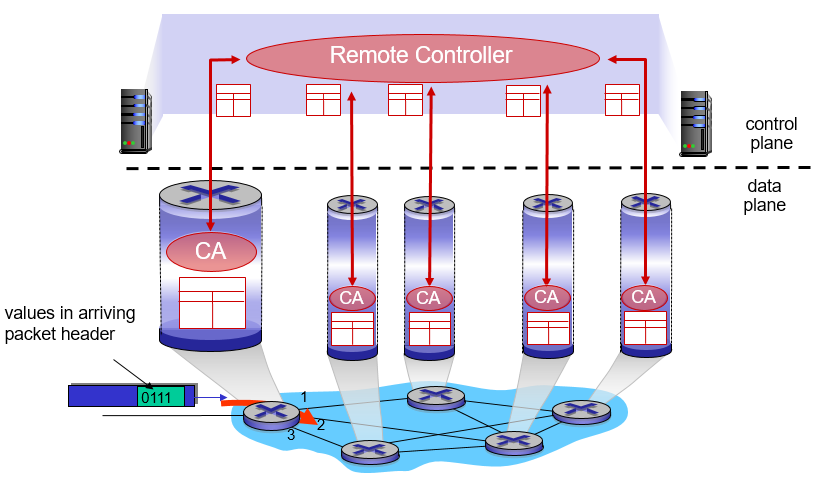 Remote Controller
control
plane
data
plane
CA
CA
CA
CA
CA
values in arriving
packet header
0111
1
2
3